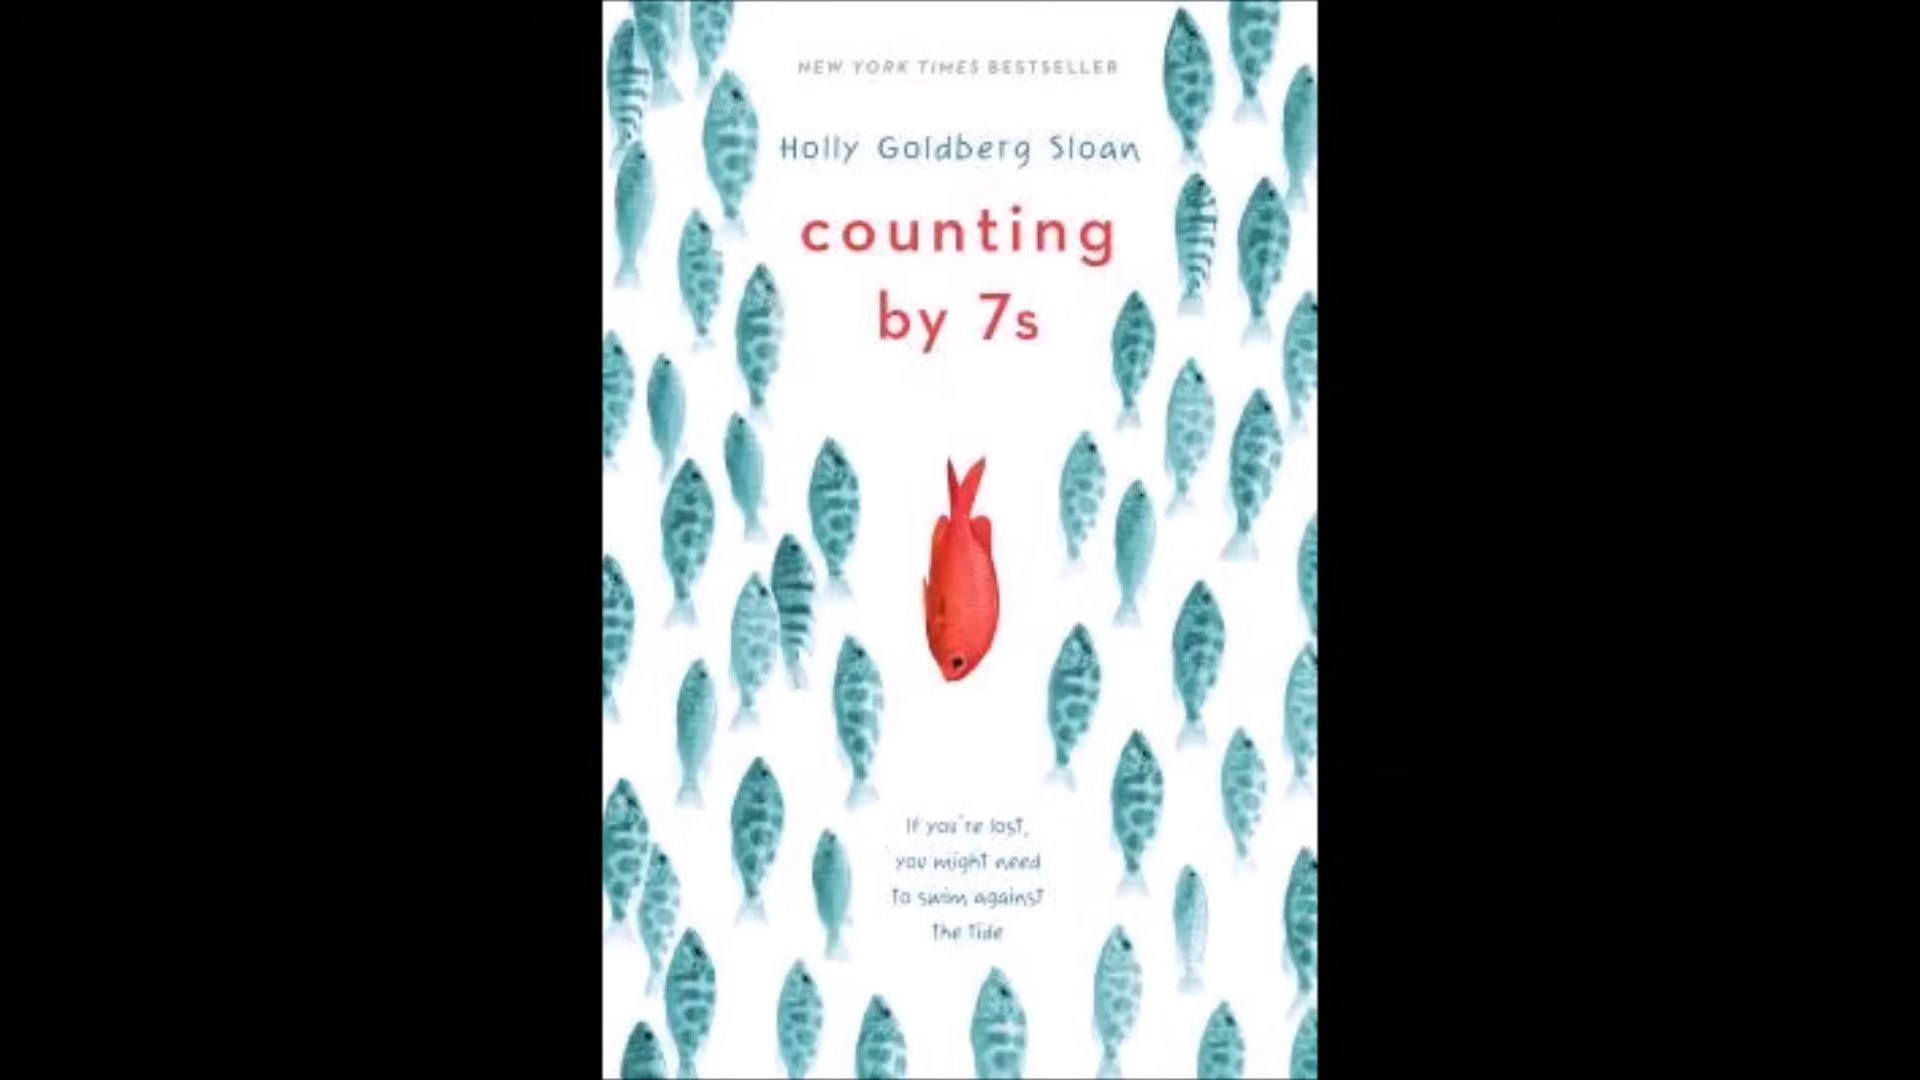 NEW YORK TIMES BESTSELLER
Holly Goldberg Sloan
counting
by 7s
If you're lost,
you might need
to swim against
the tide